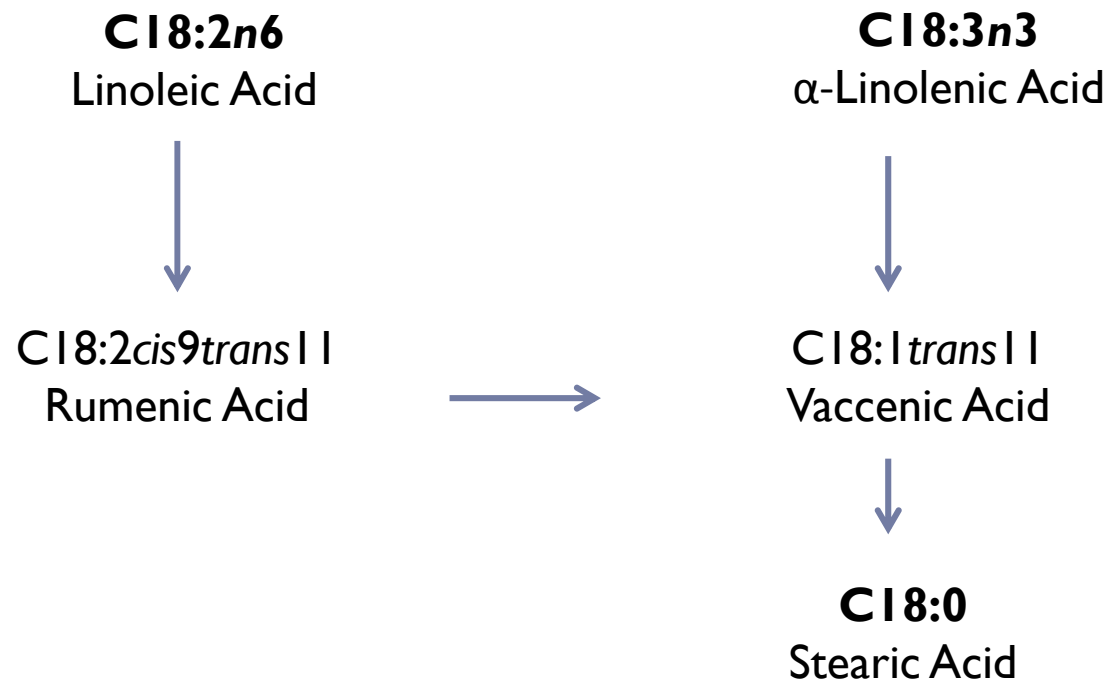 C18:2n6
Linoleic Acid
C18:3n3
α-Linolenic Acid
C18:2cis9trans11
Rumenic Acid
C18:1trans11
Vaccenic Acid
C18:0
Stearic Acid